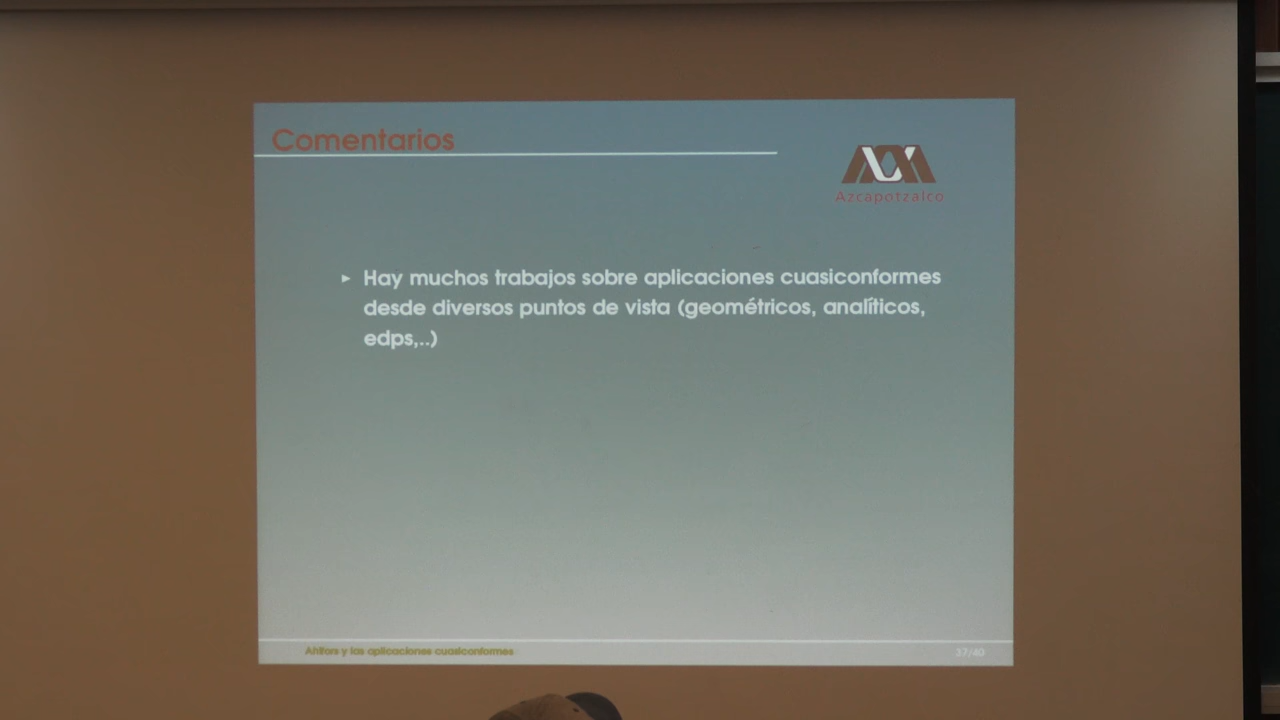 Comentarios
Azcapotzalco
▸ Hay muchos trabajos sobre aplicaciones cuasiconformes
desde diversos puntos de vista (geométricos, analíticos,
edps,..)
Ahlfors y las aplicaciones cuasiconformes
37/40